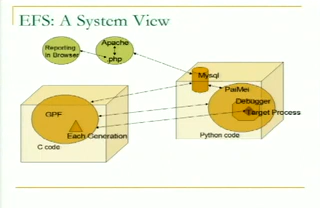 EFS: A System View
Reporting
in Browser
Apache
php
Mysql
PaiMei
Debugger
Target Process
GPF
Each Generation
C code
Python code